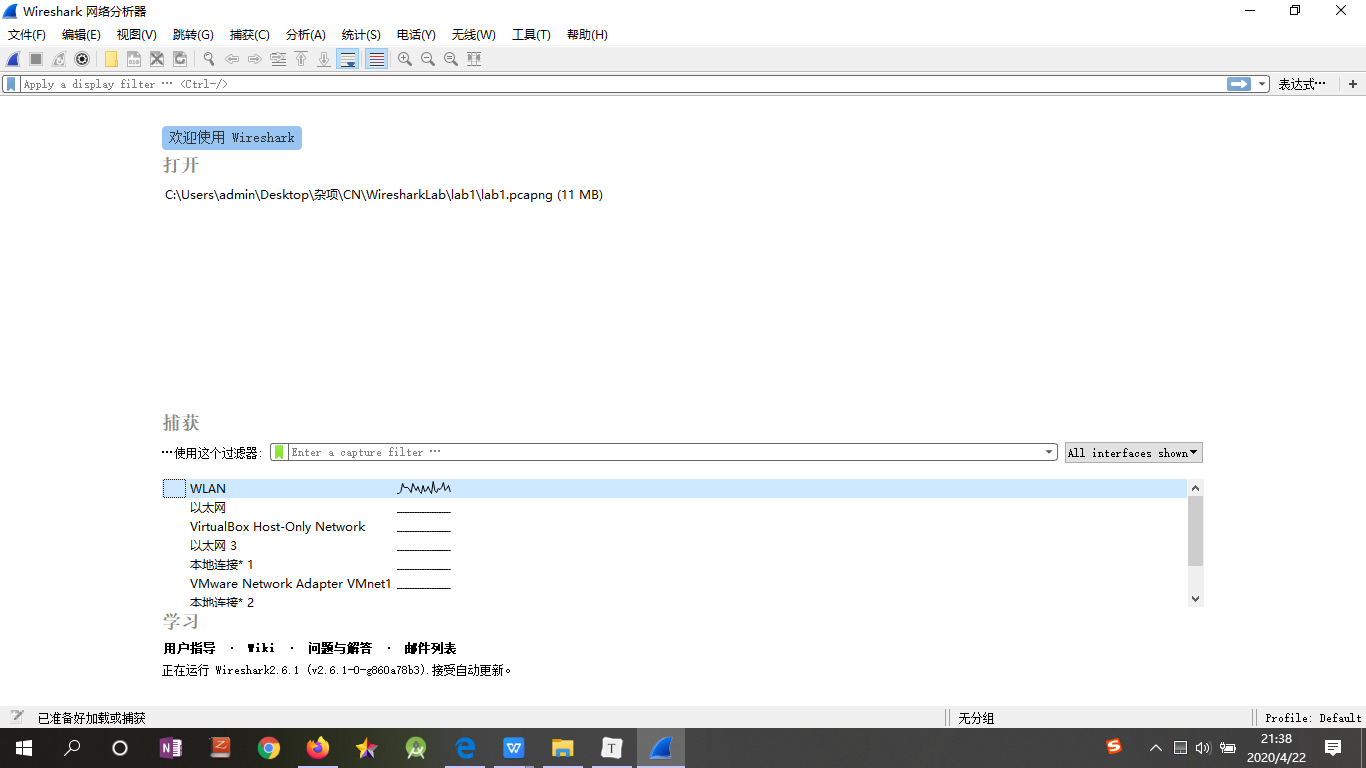 Wireshark 网络分析器
文件(F) 编辑(E) 视图(V) 跳转(G) 捕获(C) 分析(A) 统计(S) 电话(Y) 无线(W) 工具(T) 帮助(H)
Apply a display filter … <Ctrl-/> 表达式… +
欢迎使用 Wireshark
打开
C:\Users\admin\Desktop\杂项\CN\WiresharkLab\lab1\lab1.pcapng (11 MB)
捕获
…使用这个过滤器: Enter a capture filter … All interfaces shown
WLAN
以太网
VirtualBox Host-Only Network
以太网 3
本地连接* 1
VMware Network Adapter VMnet1
本地连接* 2
学习
用户指导 · Wiki · 问题与解答 · 邮件列表
正在运行 Wireshark2.6.1 (v2.6.1-0-g860a78b3).接受自动更新。
已准备好加载或捕获 无分组 Profile: Default
21:38
2020/4/22